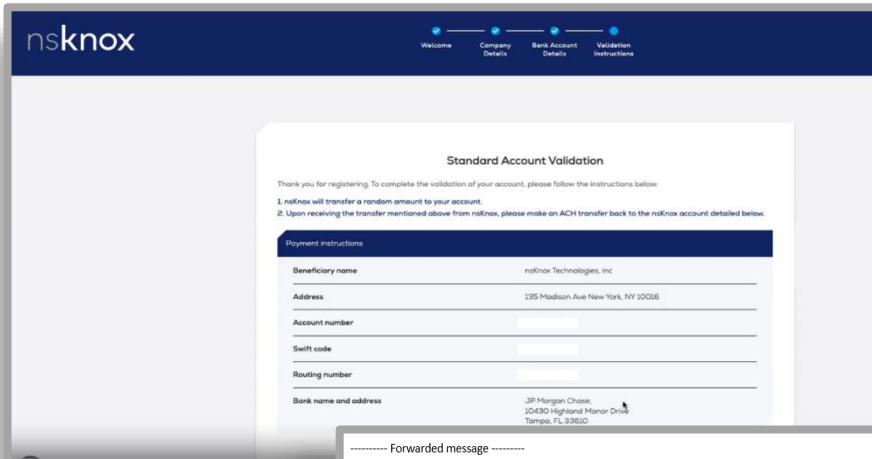 nsknox
Welcome
Company Details
Bank Account Details
Validation Instructions
Standard Account Validation
Thank you for registering. To complete the validation of your account, please follow the instructions below:
1. nsKnox will transfer a random amount to your account.
2. Upon receiving the transfer mentioned above from nsKnox, please make an ACH transfer back to the nsKnox account detailed below.
Payment instructions
Beneficiary name nsKnox Technologies, Inc
Address 135 Madison Ave New York, NY 10016
Account number
Swift code
Routing number
Bank name and address JP Morgan Chase,
10430 Highland Manor Drive
Tampa, FL 33610
---------- Forwarded message ---------